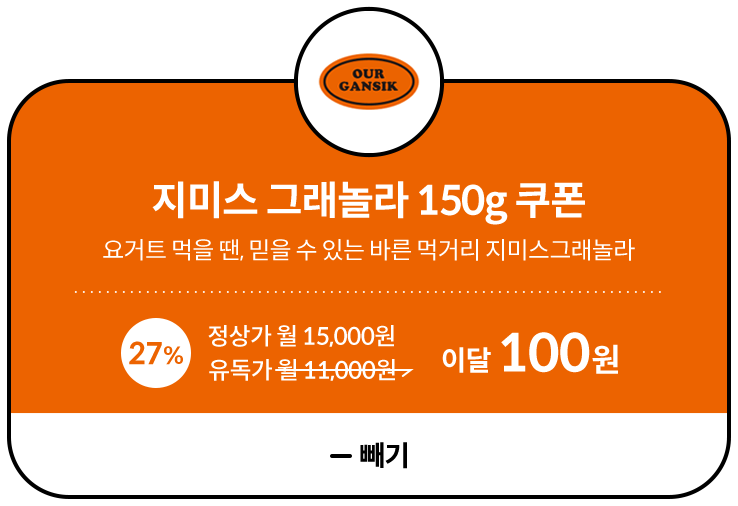 OUR
GANSIK
지미스 그래놀라 150g 쿠폰
요거트 먹을 땐, 믿을 수 있는 바른 먹거리 지미스그래놀라
27%
정상가 월 15,000원
유독가 월 11,000원
이달 100원
— 빼기